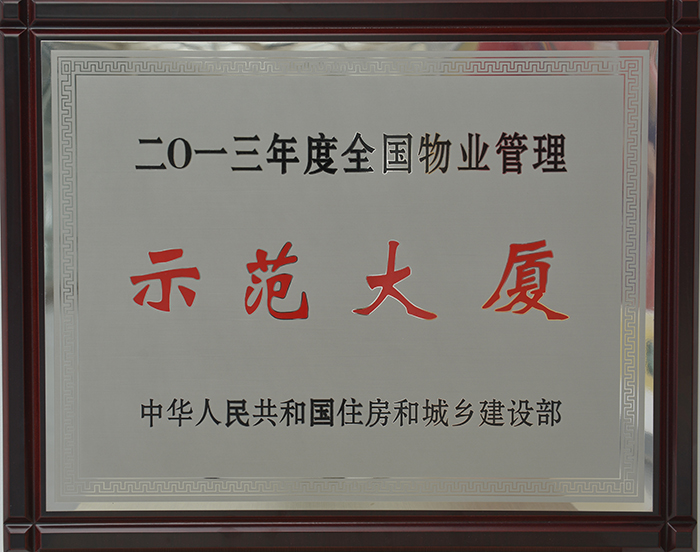 二〇一三年度全国物业管理
示范大厦
中华人民共和国住房和城乡建设部